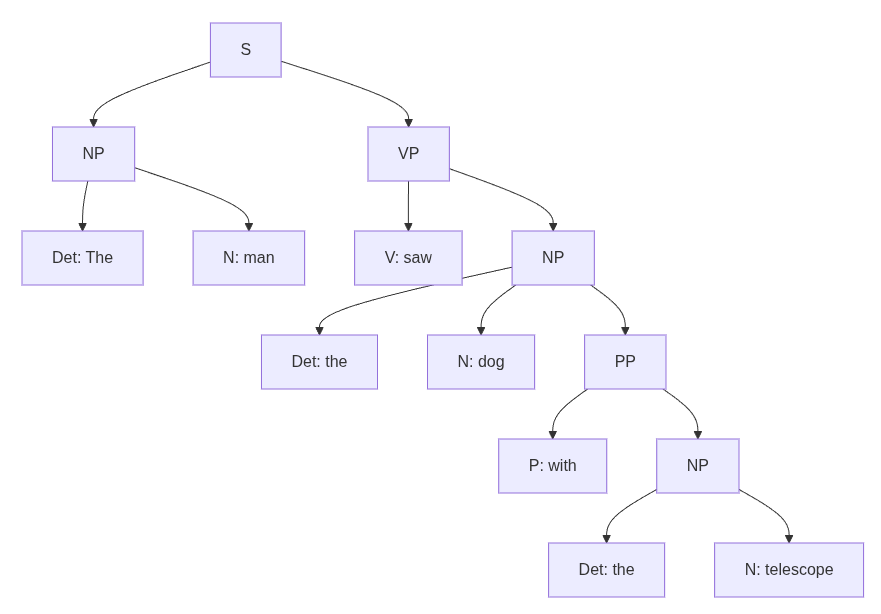 S
NP
VP
Det: The
N: man
V: saw
NP
Det: the
N: dog
PP
P: with
NP
Det: the
N: telescope